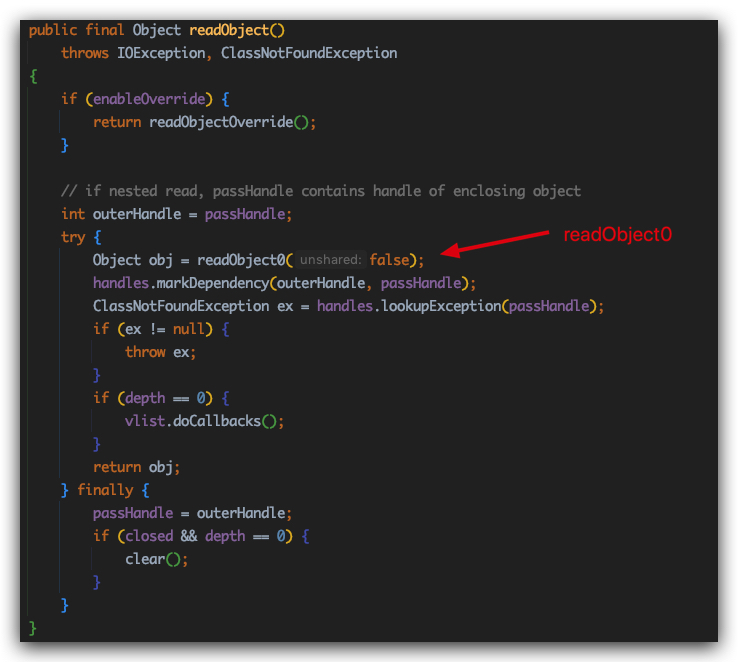 public final Object readObject()
    throws IOException, ClassNotFoundException
{
    if (enableOverride) {
        return readObjectOverride();
    }
    // if nested read, passHandle contains handle of enclosing object
    int outerHandle = passHandle;
    try {
        Object obj = readObject0( unshared: false); readObject0
        handles.markDependency(outerHandle, passHandle);
        ClassNotFoundException ex = handles.lookupException(passHandle);
        if (ex != null) {
            throw ex;
        }
        if (depth == 0) {
            vlist.doCallbacks();
        }
        return obj;
    } finally {
        passHandle = outerHandle;
        if (closed && depth == 0) {
            clear();
        }
    }
}